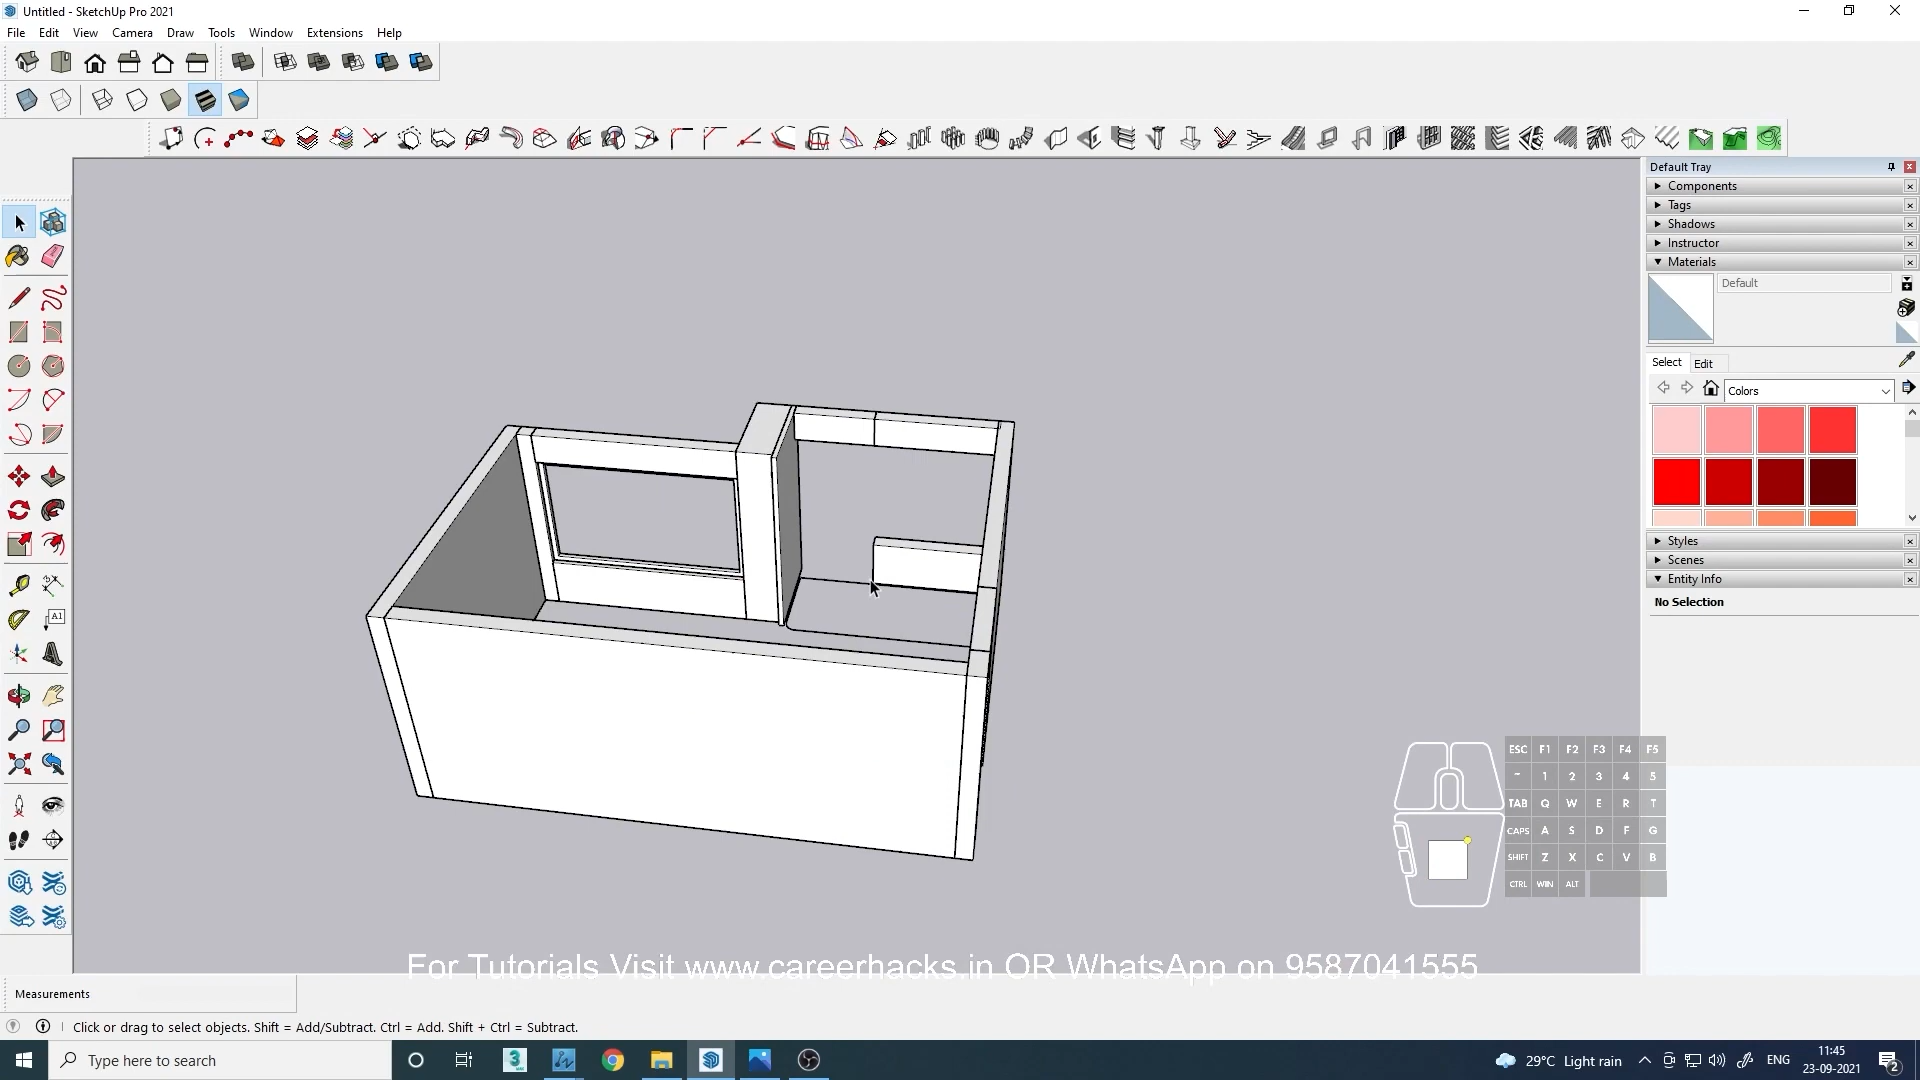 Untitled - SketchUp Pro 2021
File Edit View Camera Draw Tools Window Extensions Help
Default Tray
Components
Tags
Shadows
Instructor
Materials
Default
Select Edit
Colors
Styles
Scenes
Entity Info
No Selection
A1
ESC F1 F2 F3 F4 F5
~ 1 2 3 4 5
TAB Q W E R T
CAPS A S D F G
SHIFT Z X C V B
CTRL WIN ALT
For Tutorials Visit www.careerhacks.in OR WhatsApp on 9587041555
Measurements
Click or drag to select objects. Shift = Add/Subtract. Ctrl = Add. Shift + Ctrl = Subtract.
Type here to search
3
29°C Light rain
ENG
11:45
23-09-2021
2